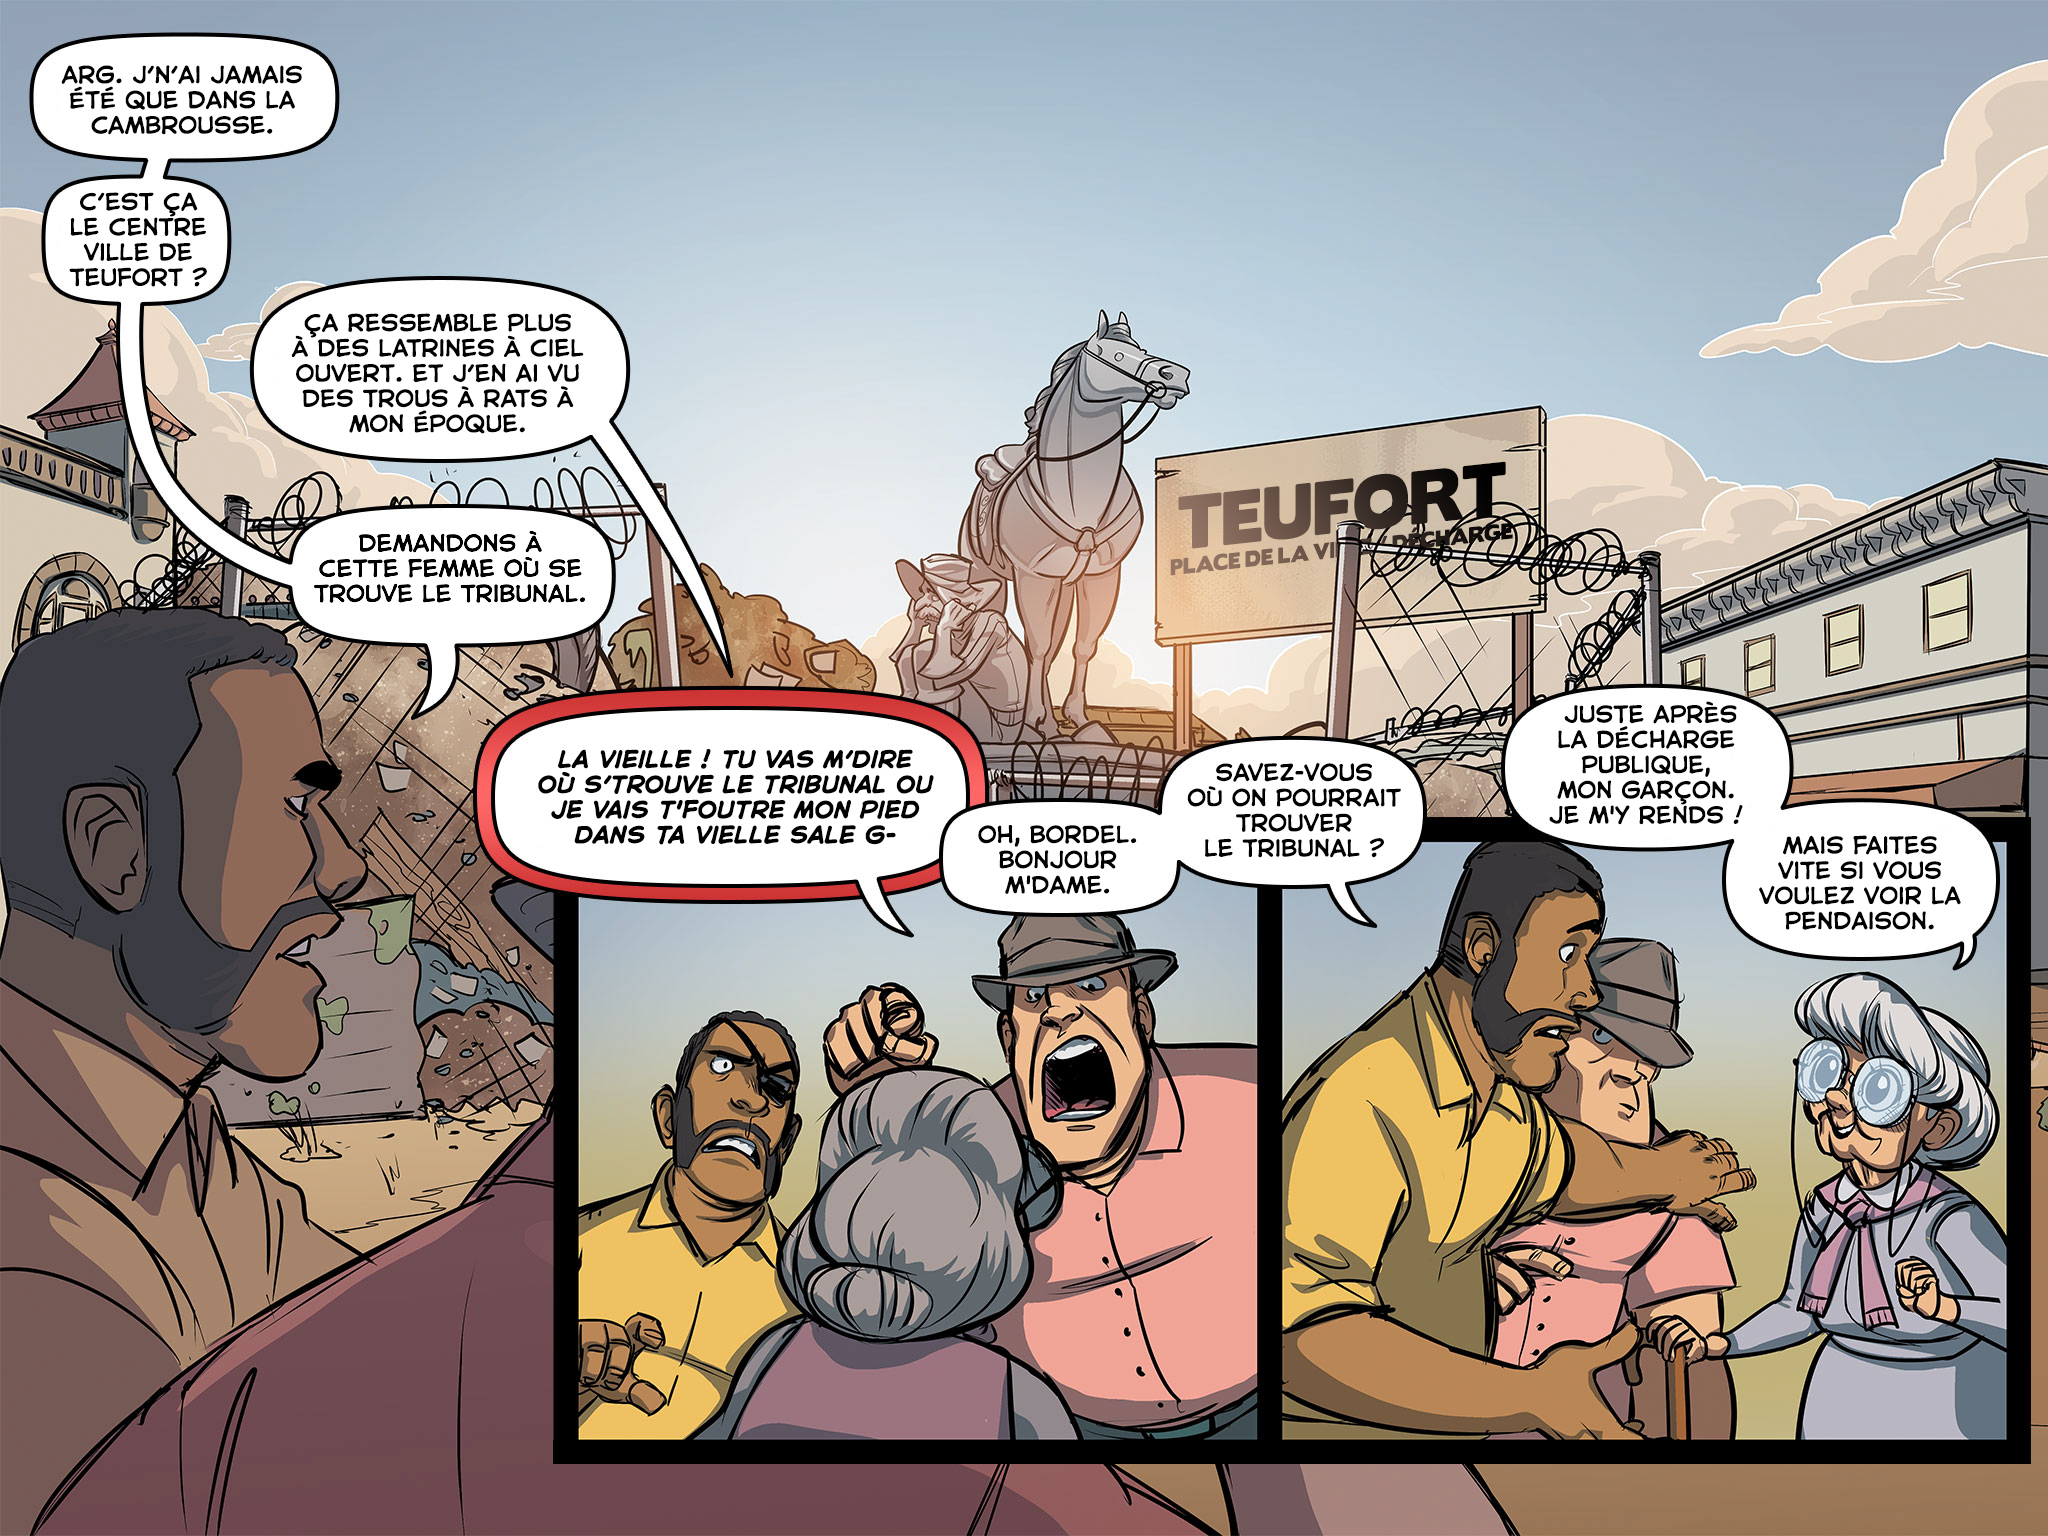 ARG. J'N'AI JAMAIS
ÉTÉ QUE DANS LA
CAMBROUSSE.
C'EST ÇA
LE CENTRE
VILLE DE
TEUFORT ?
ÇA RESSEMBLE PLUS
À DES LATRINES À CIEL
OUVERT. ET J'EN AI VU
DES TROUS À RATS À
MON ÉPOQUE.
DEMANDONS À
CETTE FEMME OÙ SE
TROUVE LE TRIBUNAL.
TEUFORT
PLACE DE LA / DÉCHARGE
LA VIEILLE ! TU VAS M'DIRE
OÙ S'TROUVE LE TRIBUNAL OU
JE VAIS T'FOUTRE MON PIED
DANS TA VIELLE SALE G-
OH, BORDEL.
BONJOUR
M'DAME.
SAVEZ-VOUS
OÙ ON POURRAIT
TROUVER
LE TRIBUNAL ?
JUSTE APRÈS
LA DÉCHARGE
PUBLIQUE,
MON GARÇON.
JE M'Y RENDS !
MAIS FAITES
VITE SI VOUS
VOULEZ VOIR LA
PENDAISON.